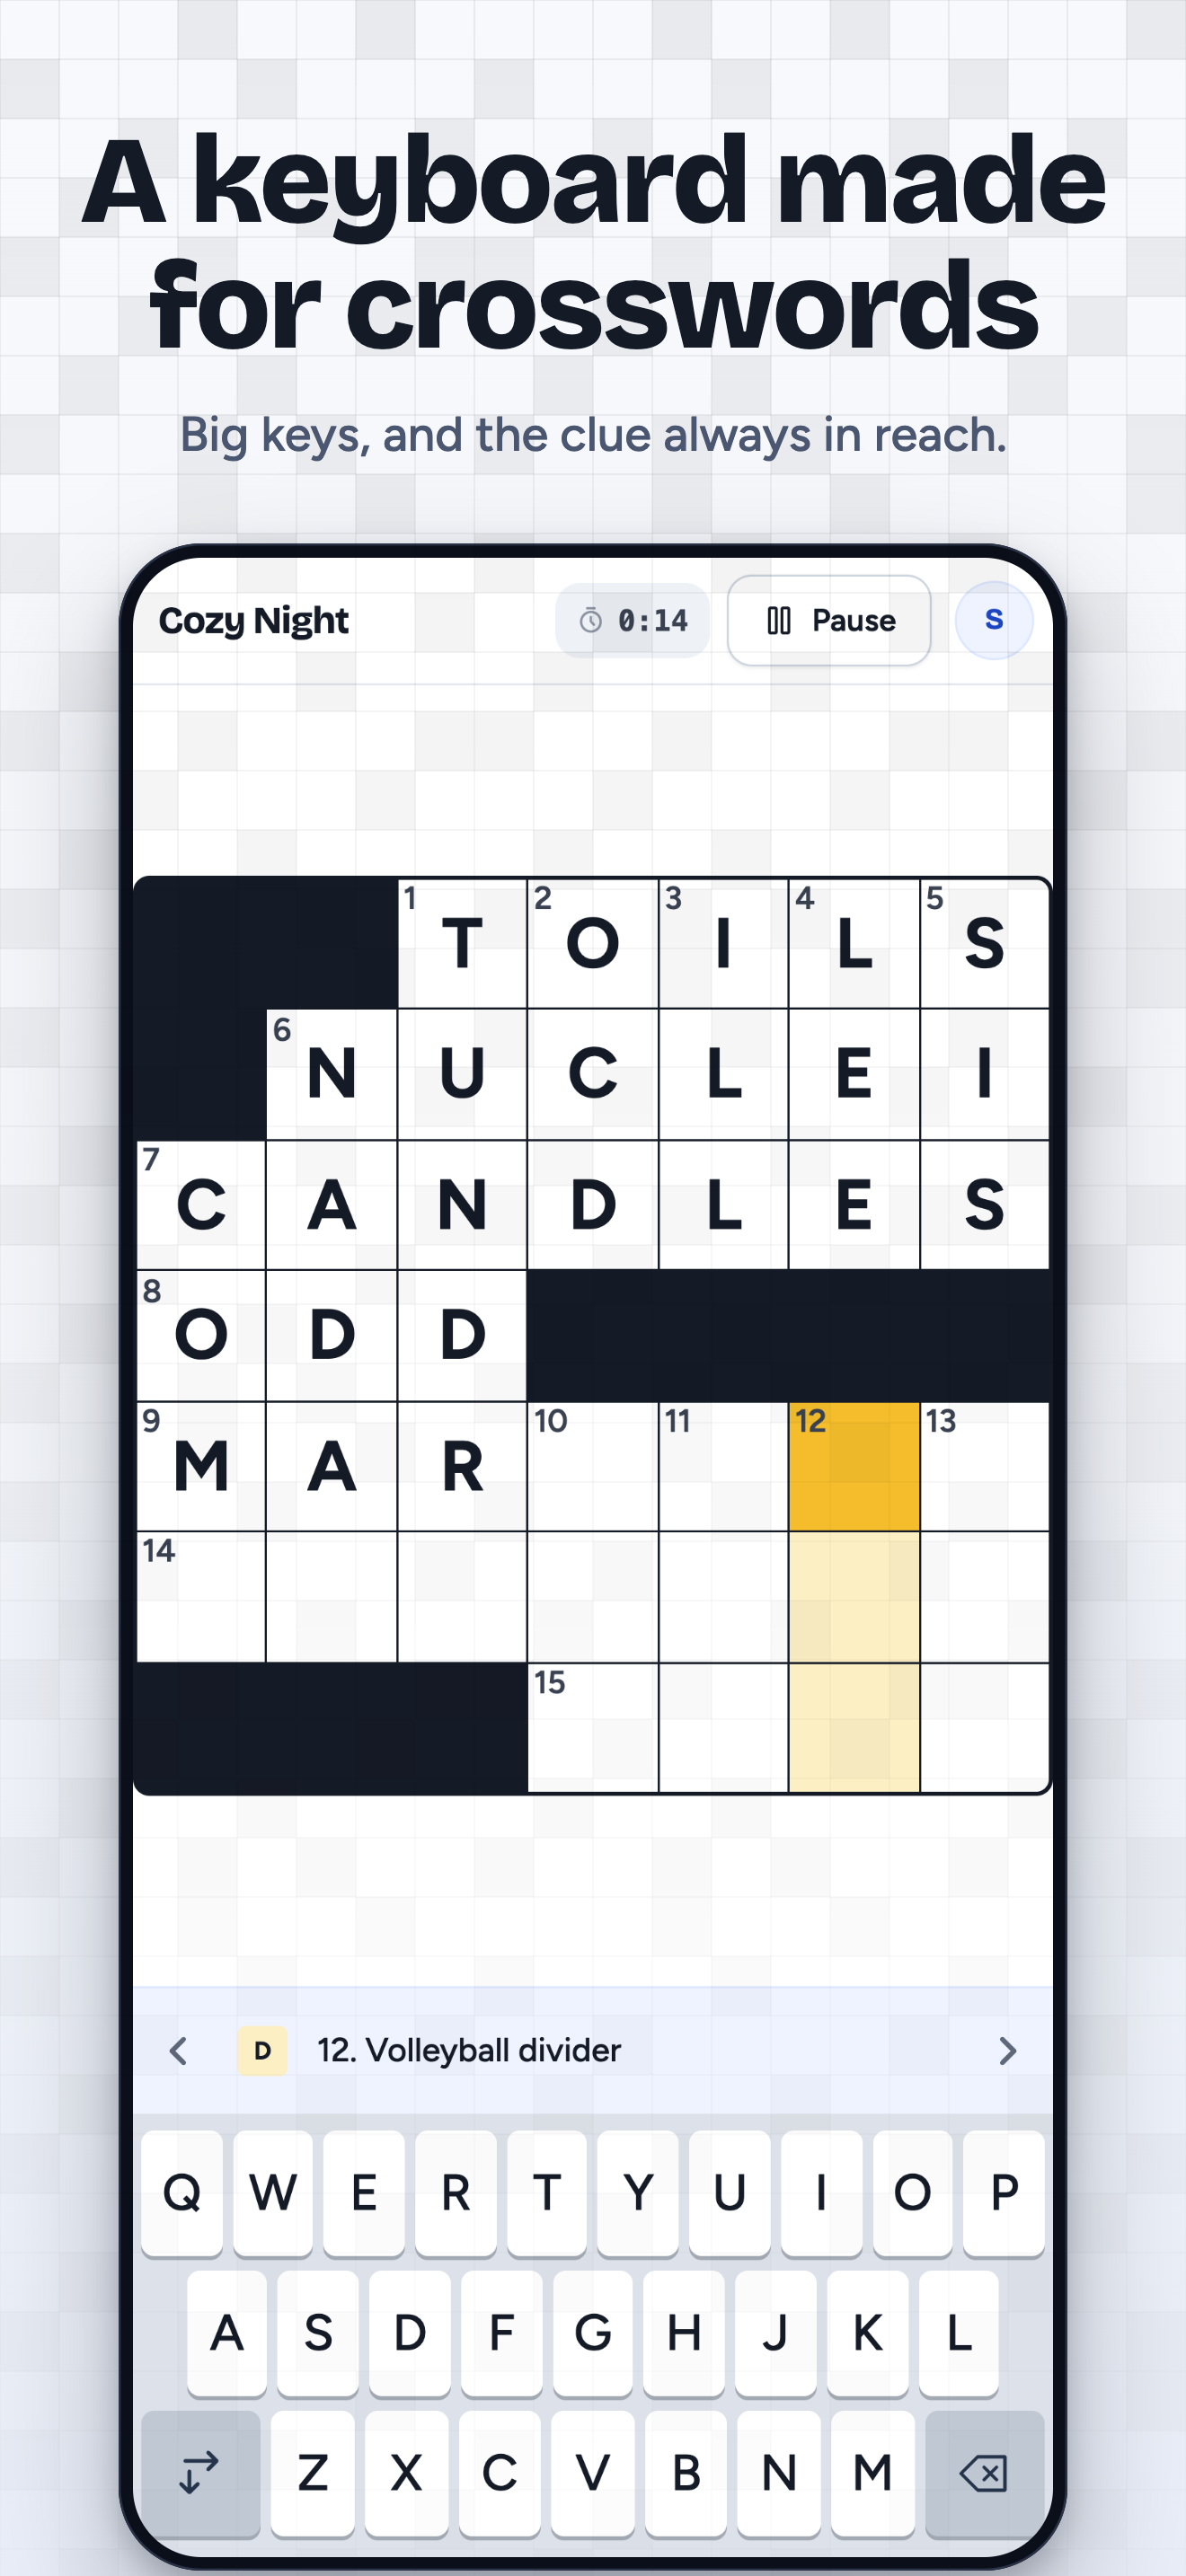 A keyboard made
for crosswords
Big keys, and the clue always in reach.
Cozy Night 0:14 Pause S
1 T 2 O 3 I 4 L 5 S
6 N U C L E I
7 C A N D L E S
8 O D D
9 M A R 10 11 12 13
14
15
D 12. Volleyball divider
Q W E R T Y U I O P
A S D F G H J K L
Z X C V B N M